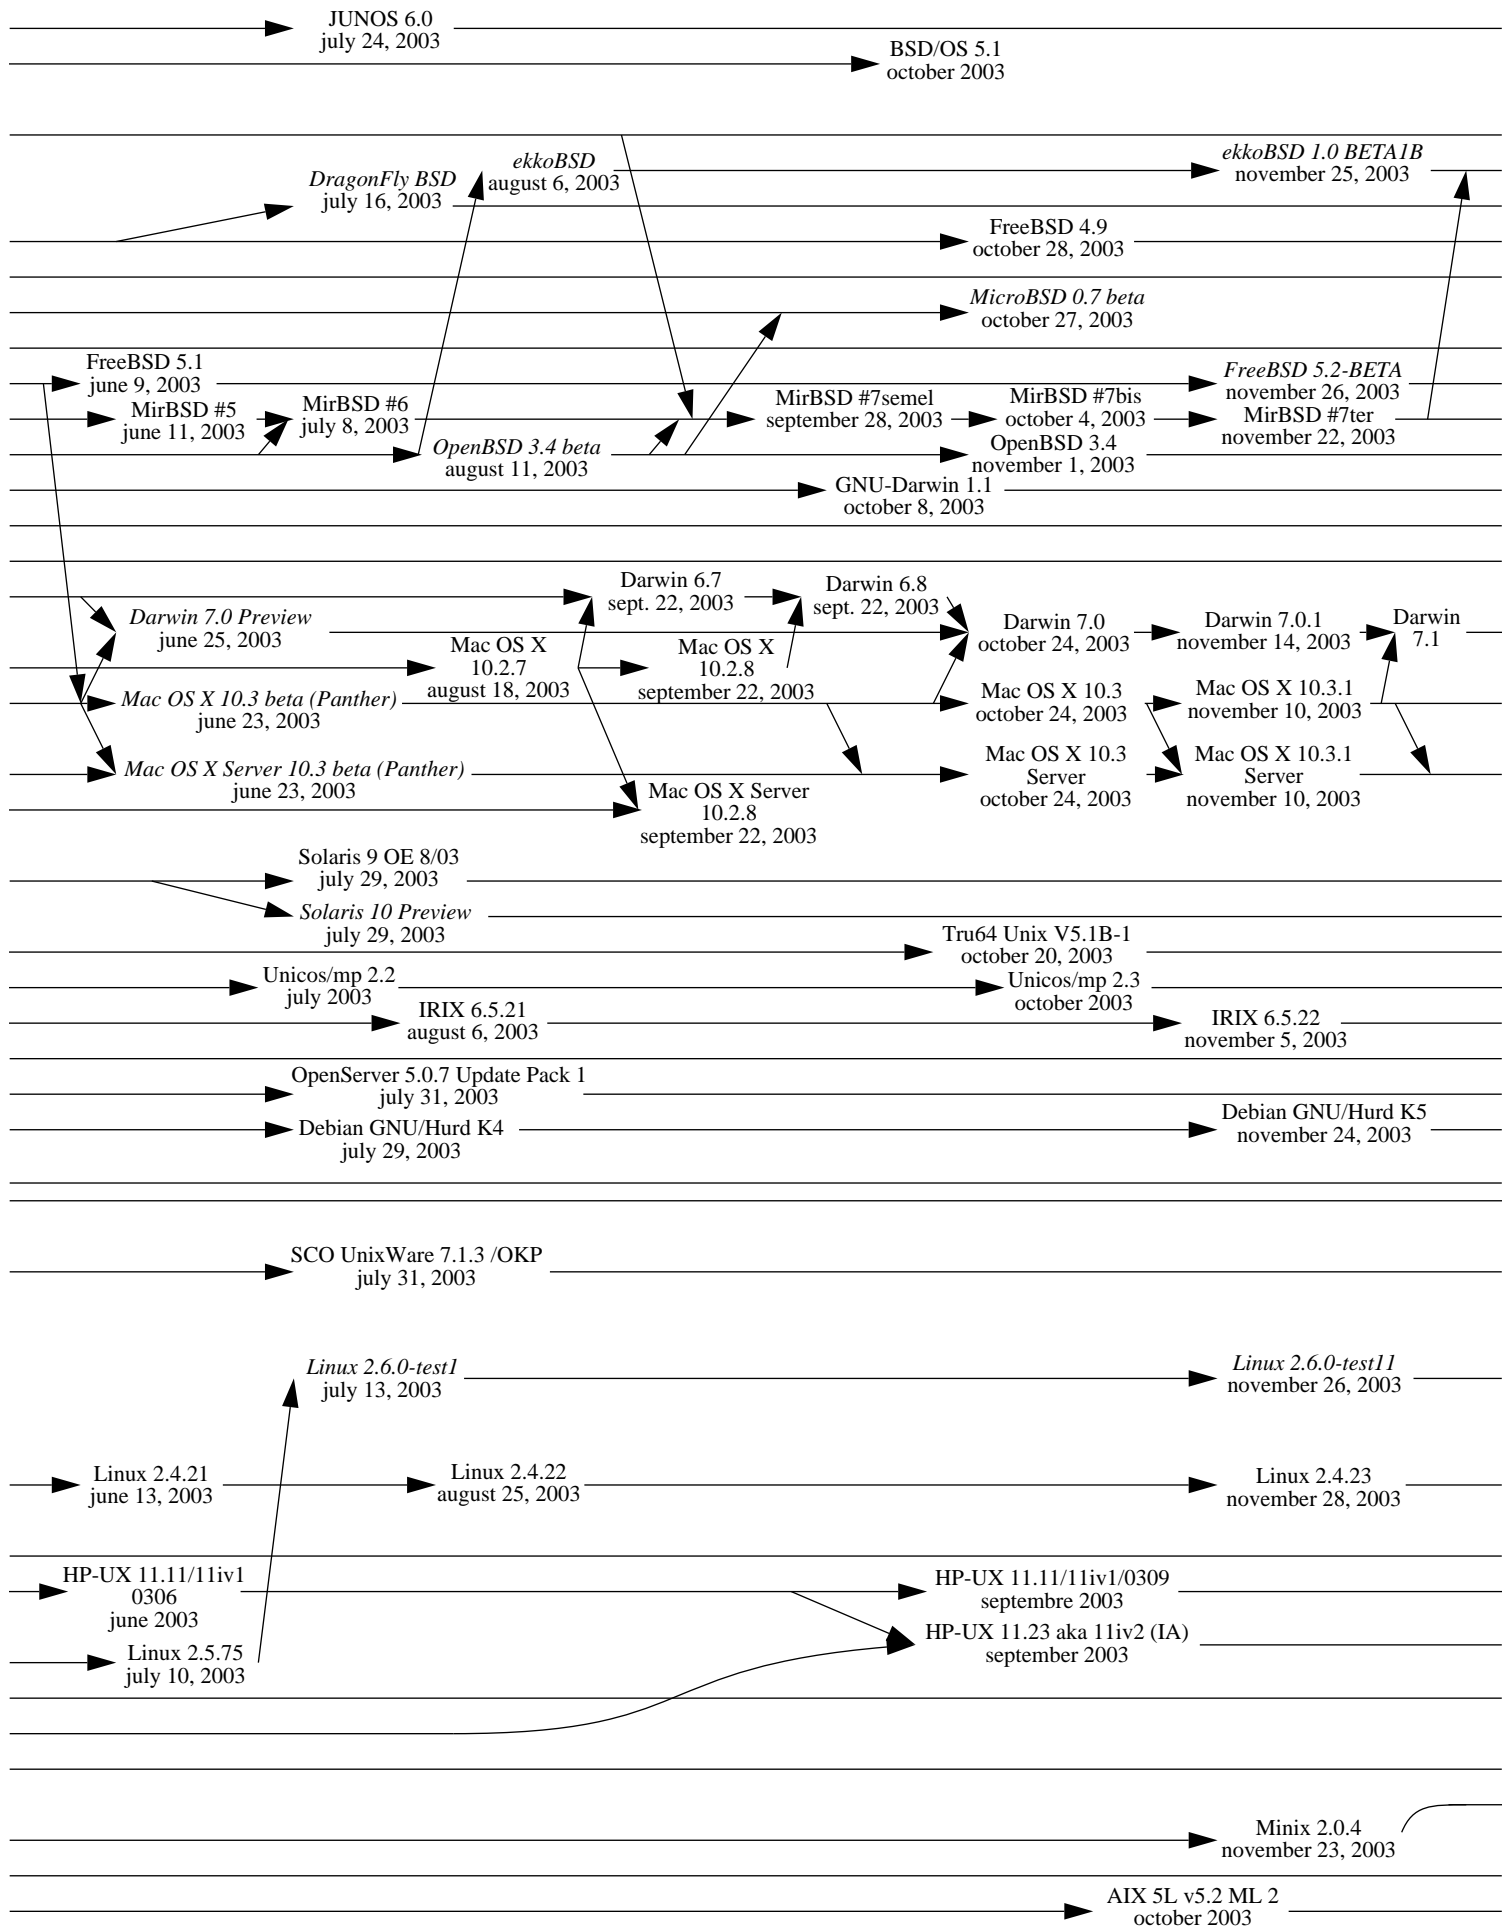 JUNOS 6.0
july 24, 2003
BSD/OS 5.1
october 2003
ekkoBSD
august 6, 2003
ekkoBSD 1.0 BETA1B
november 25, 2003
DragonFly BSD
july 16, 2003
FreeBSD 4.9
october 28, 2003
MicroBSD 0.7 beta
october 27, 2003
FreeBSD 5.1
june 9, 2003
FreeBSD 5.2-BETA
november 26, 2003
MirBSD #5
june 11, 2003
MirBSD #6
july 8, 2003
MirBSD #7semel
september 28, 2003
MirBSD #7bis
october 4, 2003
MirBSD #7ter
november 22, 2003
OpenBSD 3.4 beta
august 11, 2003
OpenBSD 3.4
november 1, 2003
GNU-Darwin 1.1
october 8, 2003
Darwin 6.7
sept. 22, 2003
Darwin 6.8
sept. 22, 2003
Darwin 7.0 Preview
june 25, 2003
Darwin 7.0
october 24, 2003
Darwin 7.0.1
november 14, 2003
Darwin
7.1
Mac OS X
10.2.7
august 18, 2003
Mac OS X
10.2.8
september 22, 2003
Mac OS X 10.3 beta (Panther)
june 23, 2003
Mac OS X 10.3
october 24, 2003
Mac OS X 10.3.1
november 10, 2003
Mac OS X Server 10.3 beta (Panther)
june 23, 2003
Mac OS X 10.3
Server
october 24, 2003
Mac OS X 10.3.1
Server
november 10, 2003
Mac OS X Server
10.2.8
september 22, 2003
Solaris 9 OE 8/03
july 29, 2003
Solaris 10 Preview
july 29, 2003
Tru64 Unix V5.1B-1
october 20, 2003
Unicos/mp 2.2
july 2003
Unicos/mp 2.3
october 2003
IRIX 6.5.21
august 6, 2003
IRIX 6.5.22
november 5, 2003
OpenServer 5.0.7 Update Pack 1
july 31, 2003
Debian GNU/Hurd K4
july 29, 2003
Debian GNU/Hurd K5
november 24, 2003
SCO UnixWare 7.1.3 /OKP
july 31, 2003
Linux 2.6.0-test1
july 13, 2003
Linux 2.6.0-test11
november 26, 2003
Linux 2.4.21
june 13, 2003
Linux 2.4.22
august 25, 2003
Linux 2.4.23
november 28, 2003
HP-UX 11.11/11iv1
0306
june 2003
HP-UX 11.11/11iv1/0309
septembre 2003
HP-UX 11.23 aka 11iv2 (IA)
september 2003
Linux 2.5.75
july 10, 2003
Minix 2.0.4
november 23, 2003
AIX 5L v5.2 ML 2
october 2003